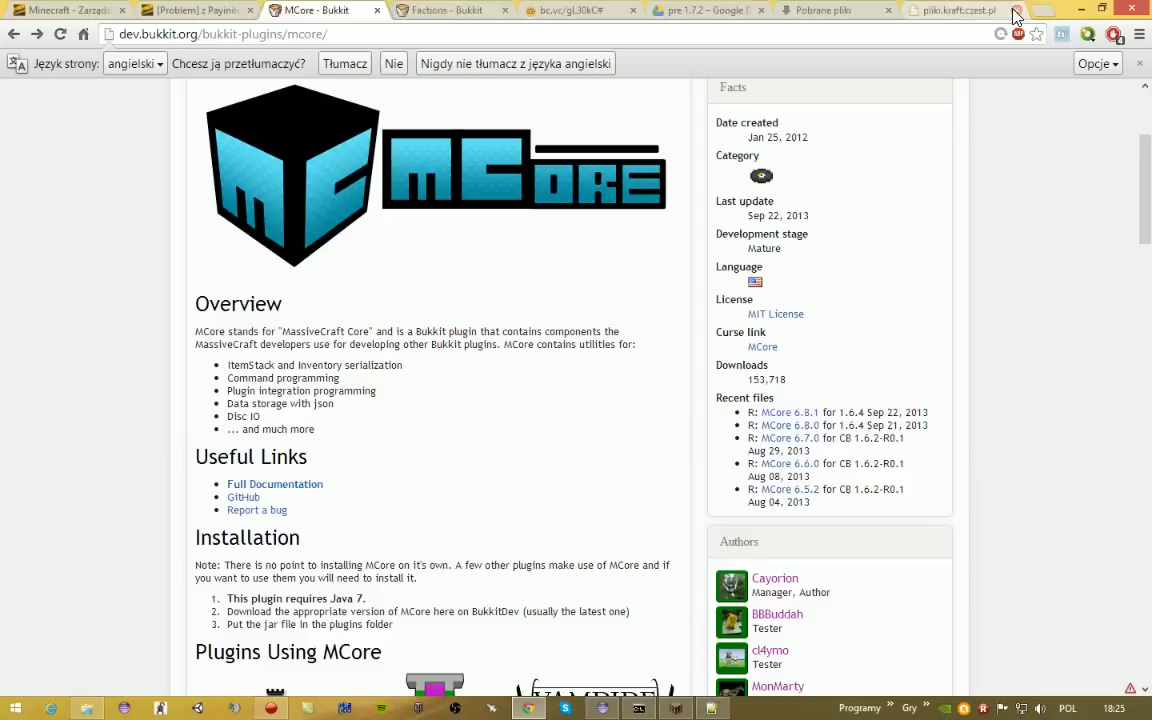 Minecraft - Zarządz
[Problem] z Payinite
MCore - Bukkit
Factions - Bukkit
bc.vc/gL30kC
pre.1.7.2 – Google D
Pobrane pliki
pliki.kraft.czest.pl
dev.bukkit.org/bukkit-plugins/mcore/
Język strony: angielski Chcesz ją przetłumaczyć? Tłumacz Nie Nigdy nie tłumacz z języka angielski Opcje
MC MCORE
Overview
MCore stands for "MassiveCraft Core" and is a Bukkit plugin that contains components the
MassiveCraft developers use for developing other Bukkit plugins. MCore contains utilities for:
• ItemStack and Inventory serialization
• Command programming
• Plugin integration programming
• Data storage with json
• Disc IO
• ... and much more
Useful Links
• Full Documentation
• GitHub
• Report a bug
Installation
Note: There is no point to installing MCore on it's own. A few other plugins make use of MCore and if
you want to use them you will need to install it.
1. This plugin requires Java 7.
2. Download the appropriate version of MCore here on BukkitDev (usually the latest one)
3. Put the jar file in the plugins folder
Plugins Using MCore
VAMPIRE
Facts
Date created
Jan 25, 2012
Category
Last update
Sep 22, 2013
Development stage
Mature
Language
License
MIT License
Curse link
MCore
Downloads
153,718
Recent files
• R: MCore 6.8.1 for 1.6.4 Sep 22, 2013
• R: MCore 6.8.0 for 1.6.4 Sep 21, 2013
• R: MCore 6.7.0 for CB 1.6.2-R0.1
Aug 29, 2013
• R: MCore 6.6.0 for CB 1.6.2-R0.1
Aug 08, 2013
• R: MCore 6.5.2 for CB 1.6.2-R0.1
Aug 04, 2013
Authors
Cayorion
Manager, Author
BBBuddah
Tester
cl4ymo
Tester
MonMarty
Programy » Gry » POL 18:25